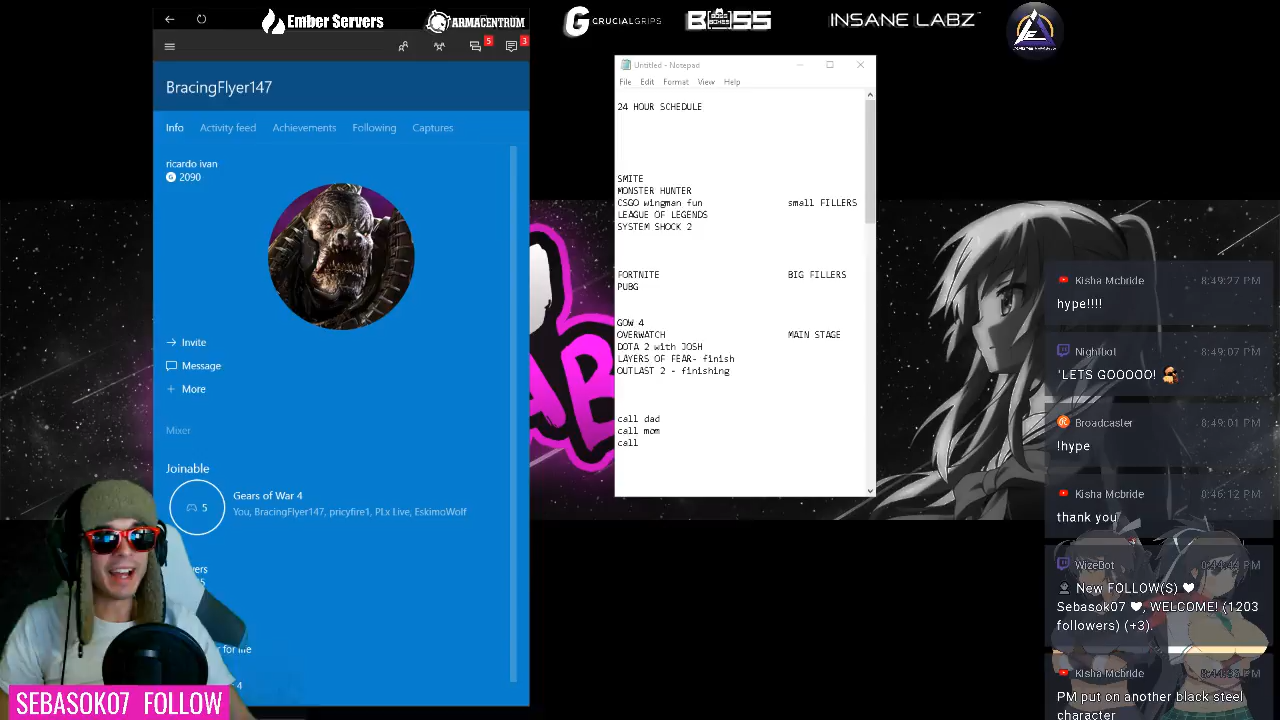 Ember Servers
ARMACENTRUM
CRUCIALGRIPS
BOSS
INSANE LABZ™
5
3
BracingFlyer147
Info
Activity feed
Achievements
Following
Captures
ricardo ivan
G 2090
Invite
Message
More
Mixer
Joinable
5
Gears of War 4
You, BracingFlyer147, pricyfire1, PLx Live, EskimoWolf
Untitled - Notepad
File Edit Format View Help
24 HOUR SCHEDULE
SMITE
MONSTER HUNTER
CSGO wingman fun small FILLERS
LEAGUE OF LEGENDS
SYSTEM SHOCK 2
FORTNITE BIG FILLERS
PUBG
GOW 4
OVERWATCH MAIN STAGE
DOTA 2 with JOSH
LAYERS OF FEAR- finish
OUTLAST 2 - finishing
call dad
call mom
call
Kisha Mcbride 8:49:27 PM
hype!!!!
Nightbot 8:49:07 PM
'LETS GOOOOO!
Broadcaster 8:49:01 PM
!hype
Kisha Mcbride 8:46:12 PM
thank you
WizeBot
New FOLLOW(S)
Sebasok07 , WELCOME! (1203
followers) (+3).
Kisha Mcbride
PM put on another black steel
character
SEBASOK07 FOLLOW